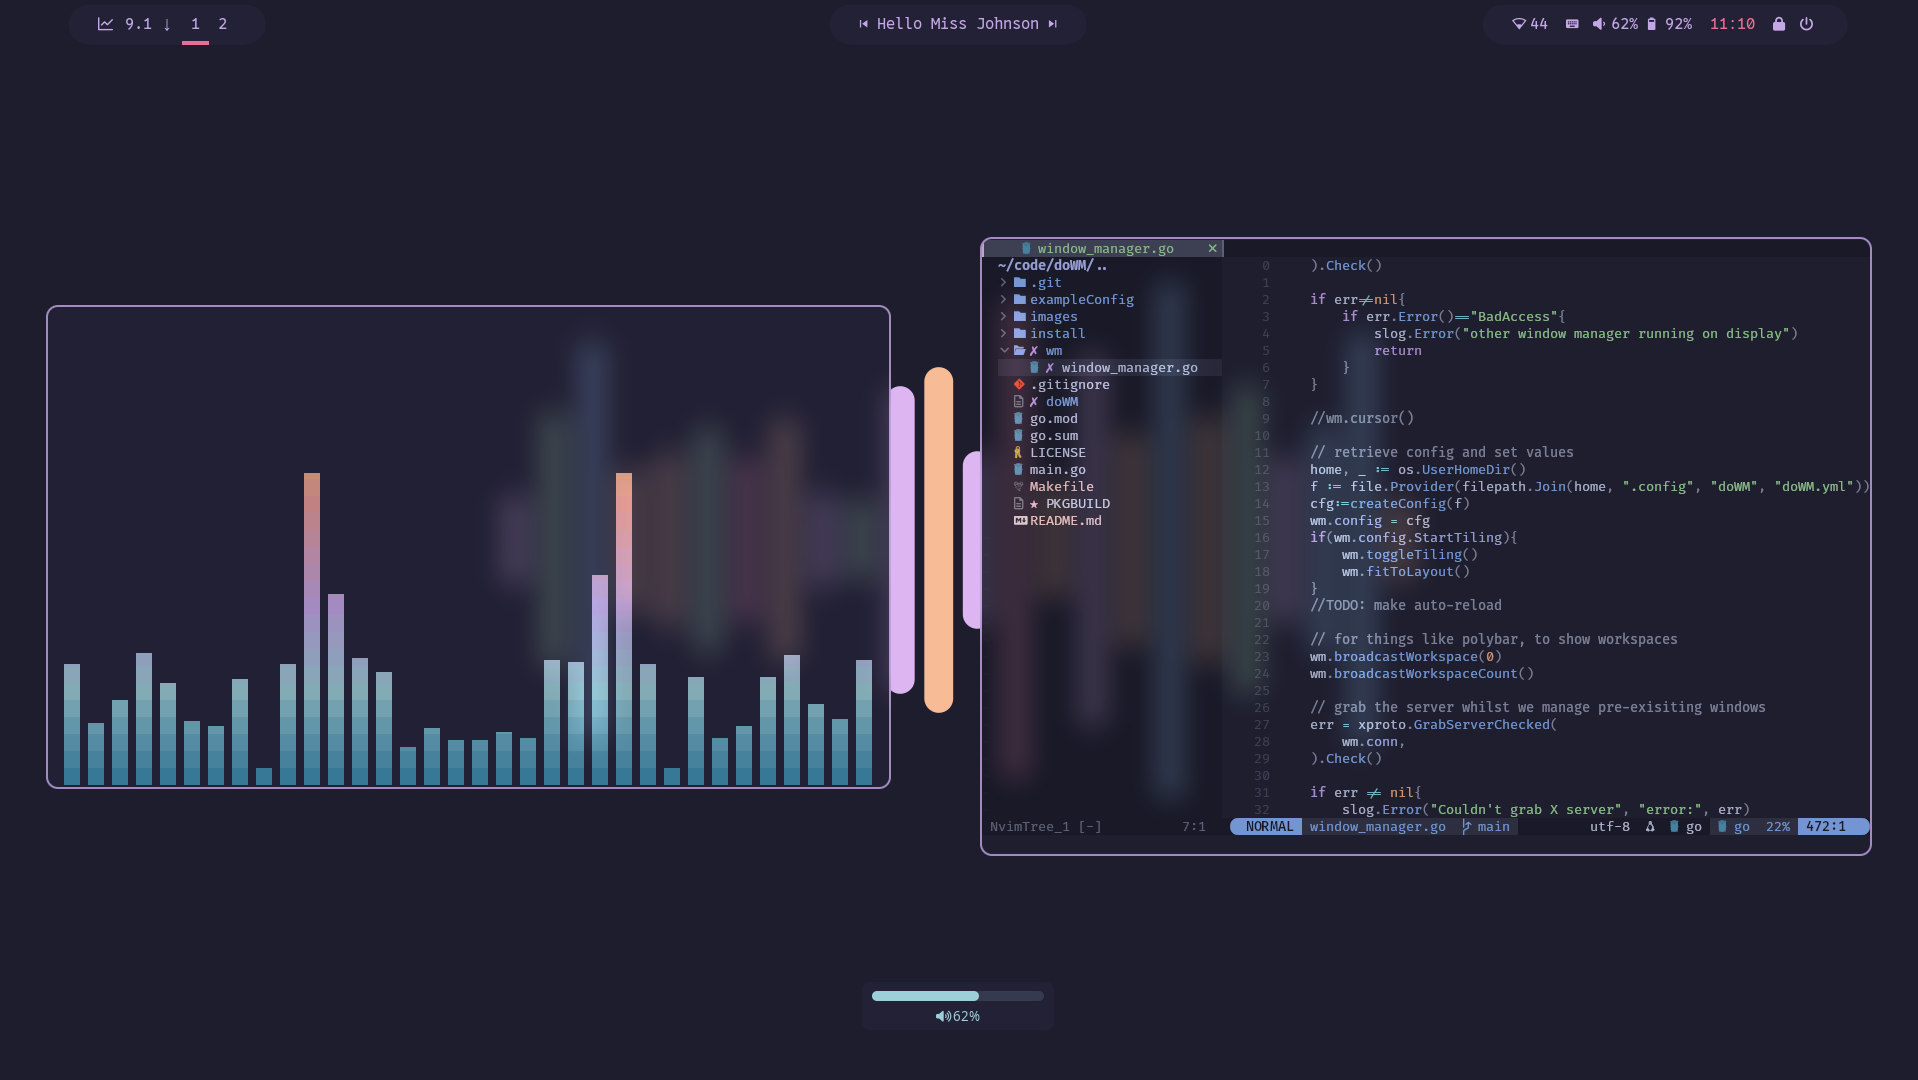 9.1 ↓ 1 2
Hello Miss Johnson
44 62% 92% 11:10
window_manager.go ×
~/code/doWM/..
.git
exampleConfig
images
install
✗ wm
✗ window_manager.go
.gitignore
✗ doWM
go.mod
go.sum
LICENSE
main.go
Makefile
★ PKGBUILD
README.md
NvimTree_1 [-] 7:1
0 ).Check()
1
2 if err≠nil{
3 if err.Error()=="BadAccess"{
4 slog.Error("other window manager running on display")
5 return
6 }
7 }
8
9 //wm.cursor()
10
11 // retrieve config and set values
12 home, _ := os.UserHomeDir()
13 f := file.Provider(filepath.Join(home, ".config", "doWM", "doWM.yml"))
14 cfg:=createConfig(f)
15 wm.config = cfg
16 if(wm.config.StartTiling){
17 wm.toggleTiling()
18 wm.fitToLayout()
19 }
20 //TODO: make auto-reload
21
22 // for things like polybar, to show workspaces
23 wm.broadcastWorkspace(0)
24 wm.broadcastWorkspaceCount()
25
26 // grab the server whilst we manage pre-exisiting windows
27 err = xproto.GrabServerChecked(
28 wm.conn,
29 ).Check()
30
31 if err ≠ nil{
32 slog.Error("Couldn't grab X server", "error:", err)
NORMAL window_manager.go main utf-8 go go 22% 472:1
62%